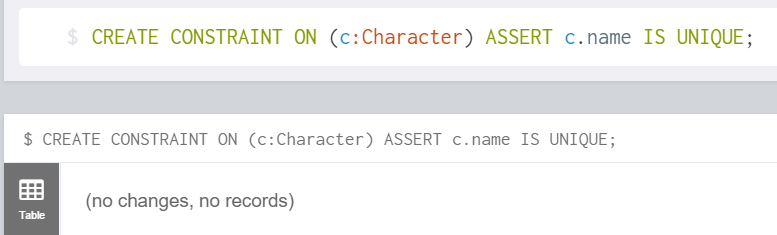 $ CREATE CONSTRAINT ON (c:Character) ASSERT c.name IS UNIQUE;
$ CREATE CONSTRAINT ON (c:Character) ASSERT c.name IS UNIQUE;
(no changes, no records)
Table